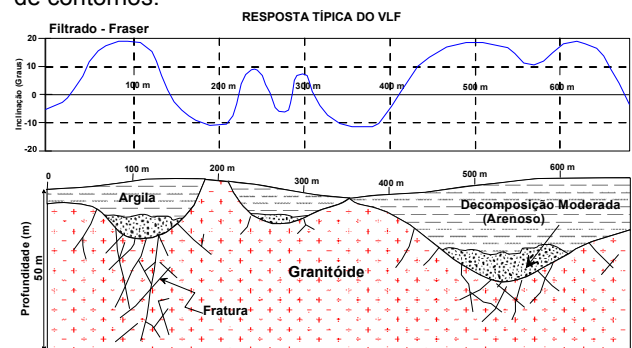 de contornos.
RESPOSTA TÍPICA DO VLF
Filtrado - Fraser
Inclinação (Graus)
20
10
0
-10
-20
100 m
200 m
300 m
400 m
500 m
600 m
0
100 m
200 m
300 m
400 m
500 m
600 m
Argila
Decomposição Moderada
(Arenoso)
Granitóide
Fratura
Profundidade (m)
50 m